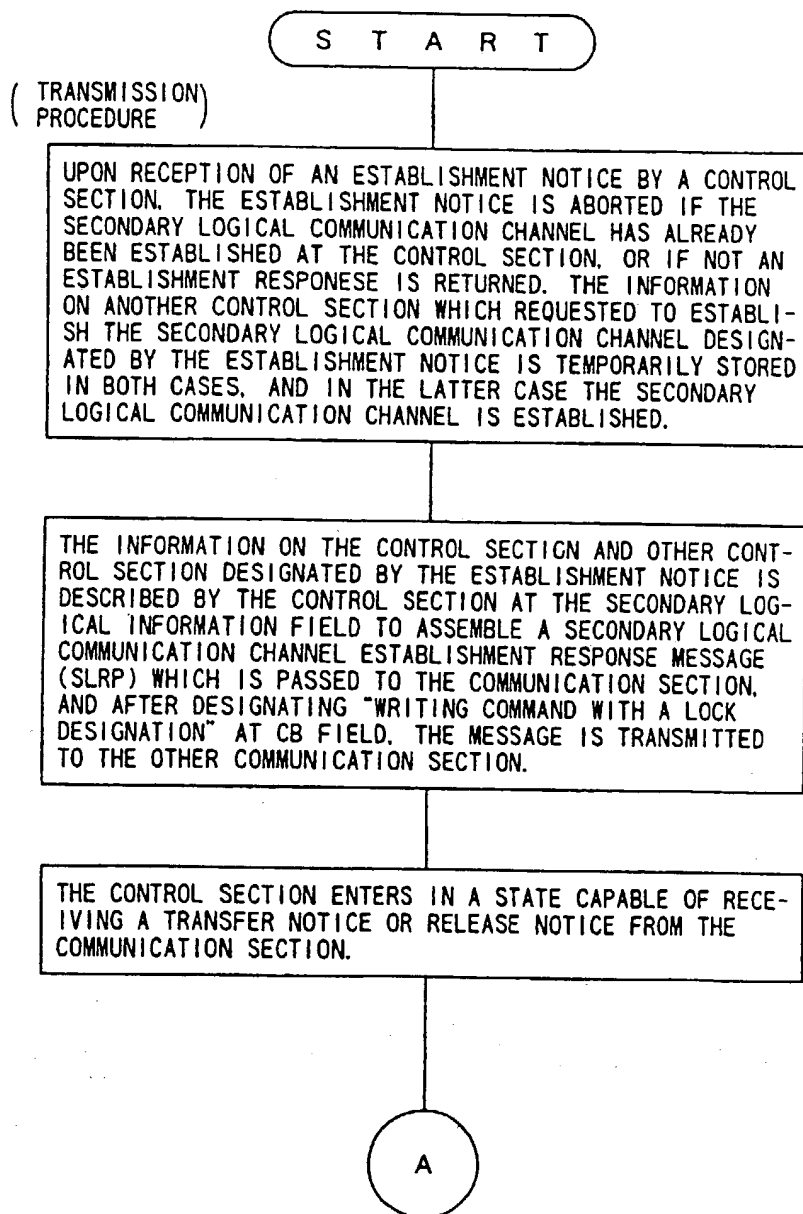 S T A R T
( TRANSMISSION
PROCEDURE )
UPON RECEPTION OF AN ESTABLISHMENT NOTICE BY A CONTROL
SECTION, THE ESTABLISHMENT NOTICE IS ABORTED IF THE
SECONDARY LOGICAL COMMUNICATION CHANNEL HAS ALREADY
BEEN ESTABLISHED AT THE CONTROL SECTION, OR IF NOT AN
ESTABLISHMENT RESPONESE IS RETURNED. THE INFORMATION
ON ANOTHER CONTROL SECTION WHICH REQUESTED TO ESTABLI-
SH THE SECONDARY LOGICAL COMMUNICATION CHANNEL DESIGN-
ATED BY THE ESTABLISHMENT NOTICE IS TEMPORARILY STORED
IN BOTH CASES, AND IN THE LATTER CASE THE SECONDARY
LOGICAL COMMUNICATION CHANNEL IS ESTABLISHED.
THE INFORMATION ON THE CONTROL SECTION AND OTHER CONT-
ROL SECTION DESIGNATED BY THE ESTABLISHMENT NOTICE IS
DESCRIBED BY THE CONTROL SECTION AT THE SECONDARY LOG-
ICAL INFORMATION FIELD TO ASSEMBLE A SECONDARY LOGICAL
COMMUNICATION CHANNEL ESTABLISHMENT RESPONSE MESSAGE
(SLRP) WHICH IS PASSED TO THE COMMUNICATION SECTION,
AND AFTER DESIGNATING "WRITING COMMAND WITH A LOCK
DESIGNATION" AT CB FIELD, THE MESSAGE IS TRANSMITTED
TO THE OTHER COMMUNICATION SECTION.
THE CONTROL SECTION ENTERS IN A STATE CAPABLE OF RECE-
IVING A TRANSFER NOTICE OR RELEASE NOTICE FROM THE
COMMUNICATION SECTION.
A